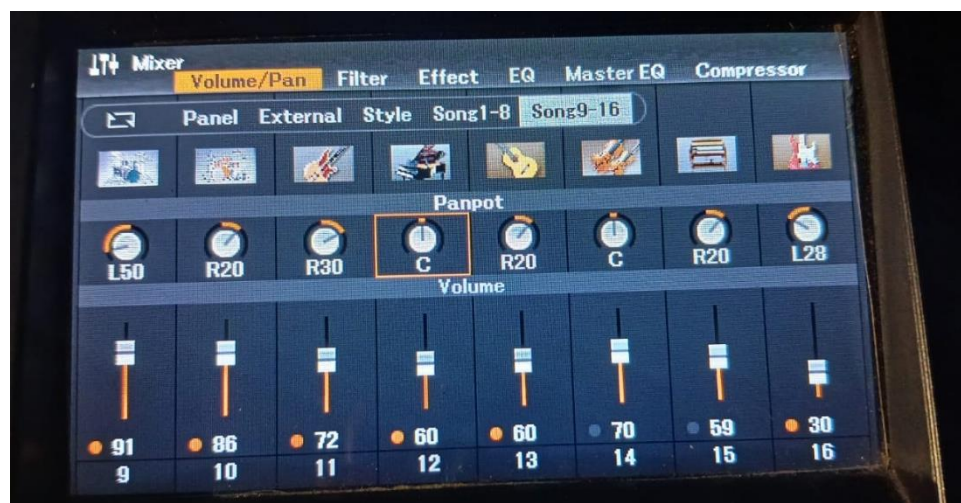 Mixer
Volume/Pan Filter Effect EQ Master EQ Compressor
Panel External Style Song1-8 Song9-16
Panpot
L50 R20 R30 C R20 C R20 L28
Volume
91 86 72 60 60 70 59 30
9 10 11 12 13 14 15 16